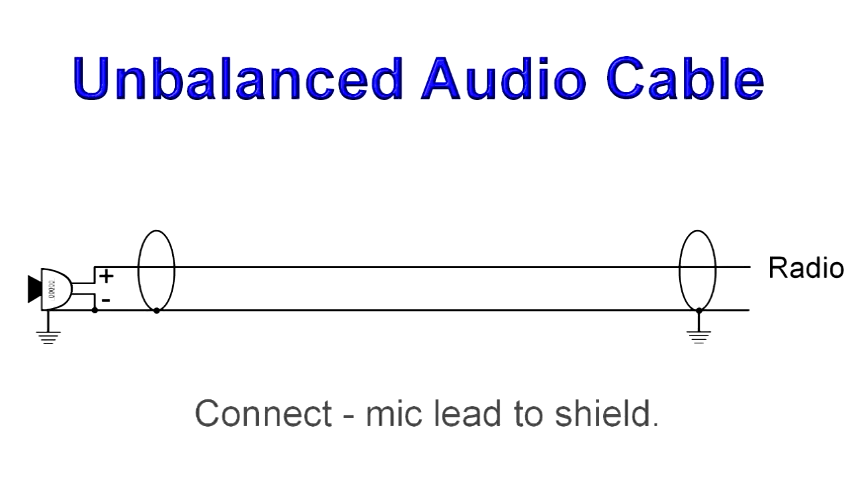 Unbalanced Audio Cable
+
Radio
-
Connect - mic lead to shield.